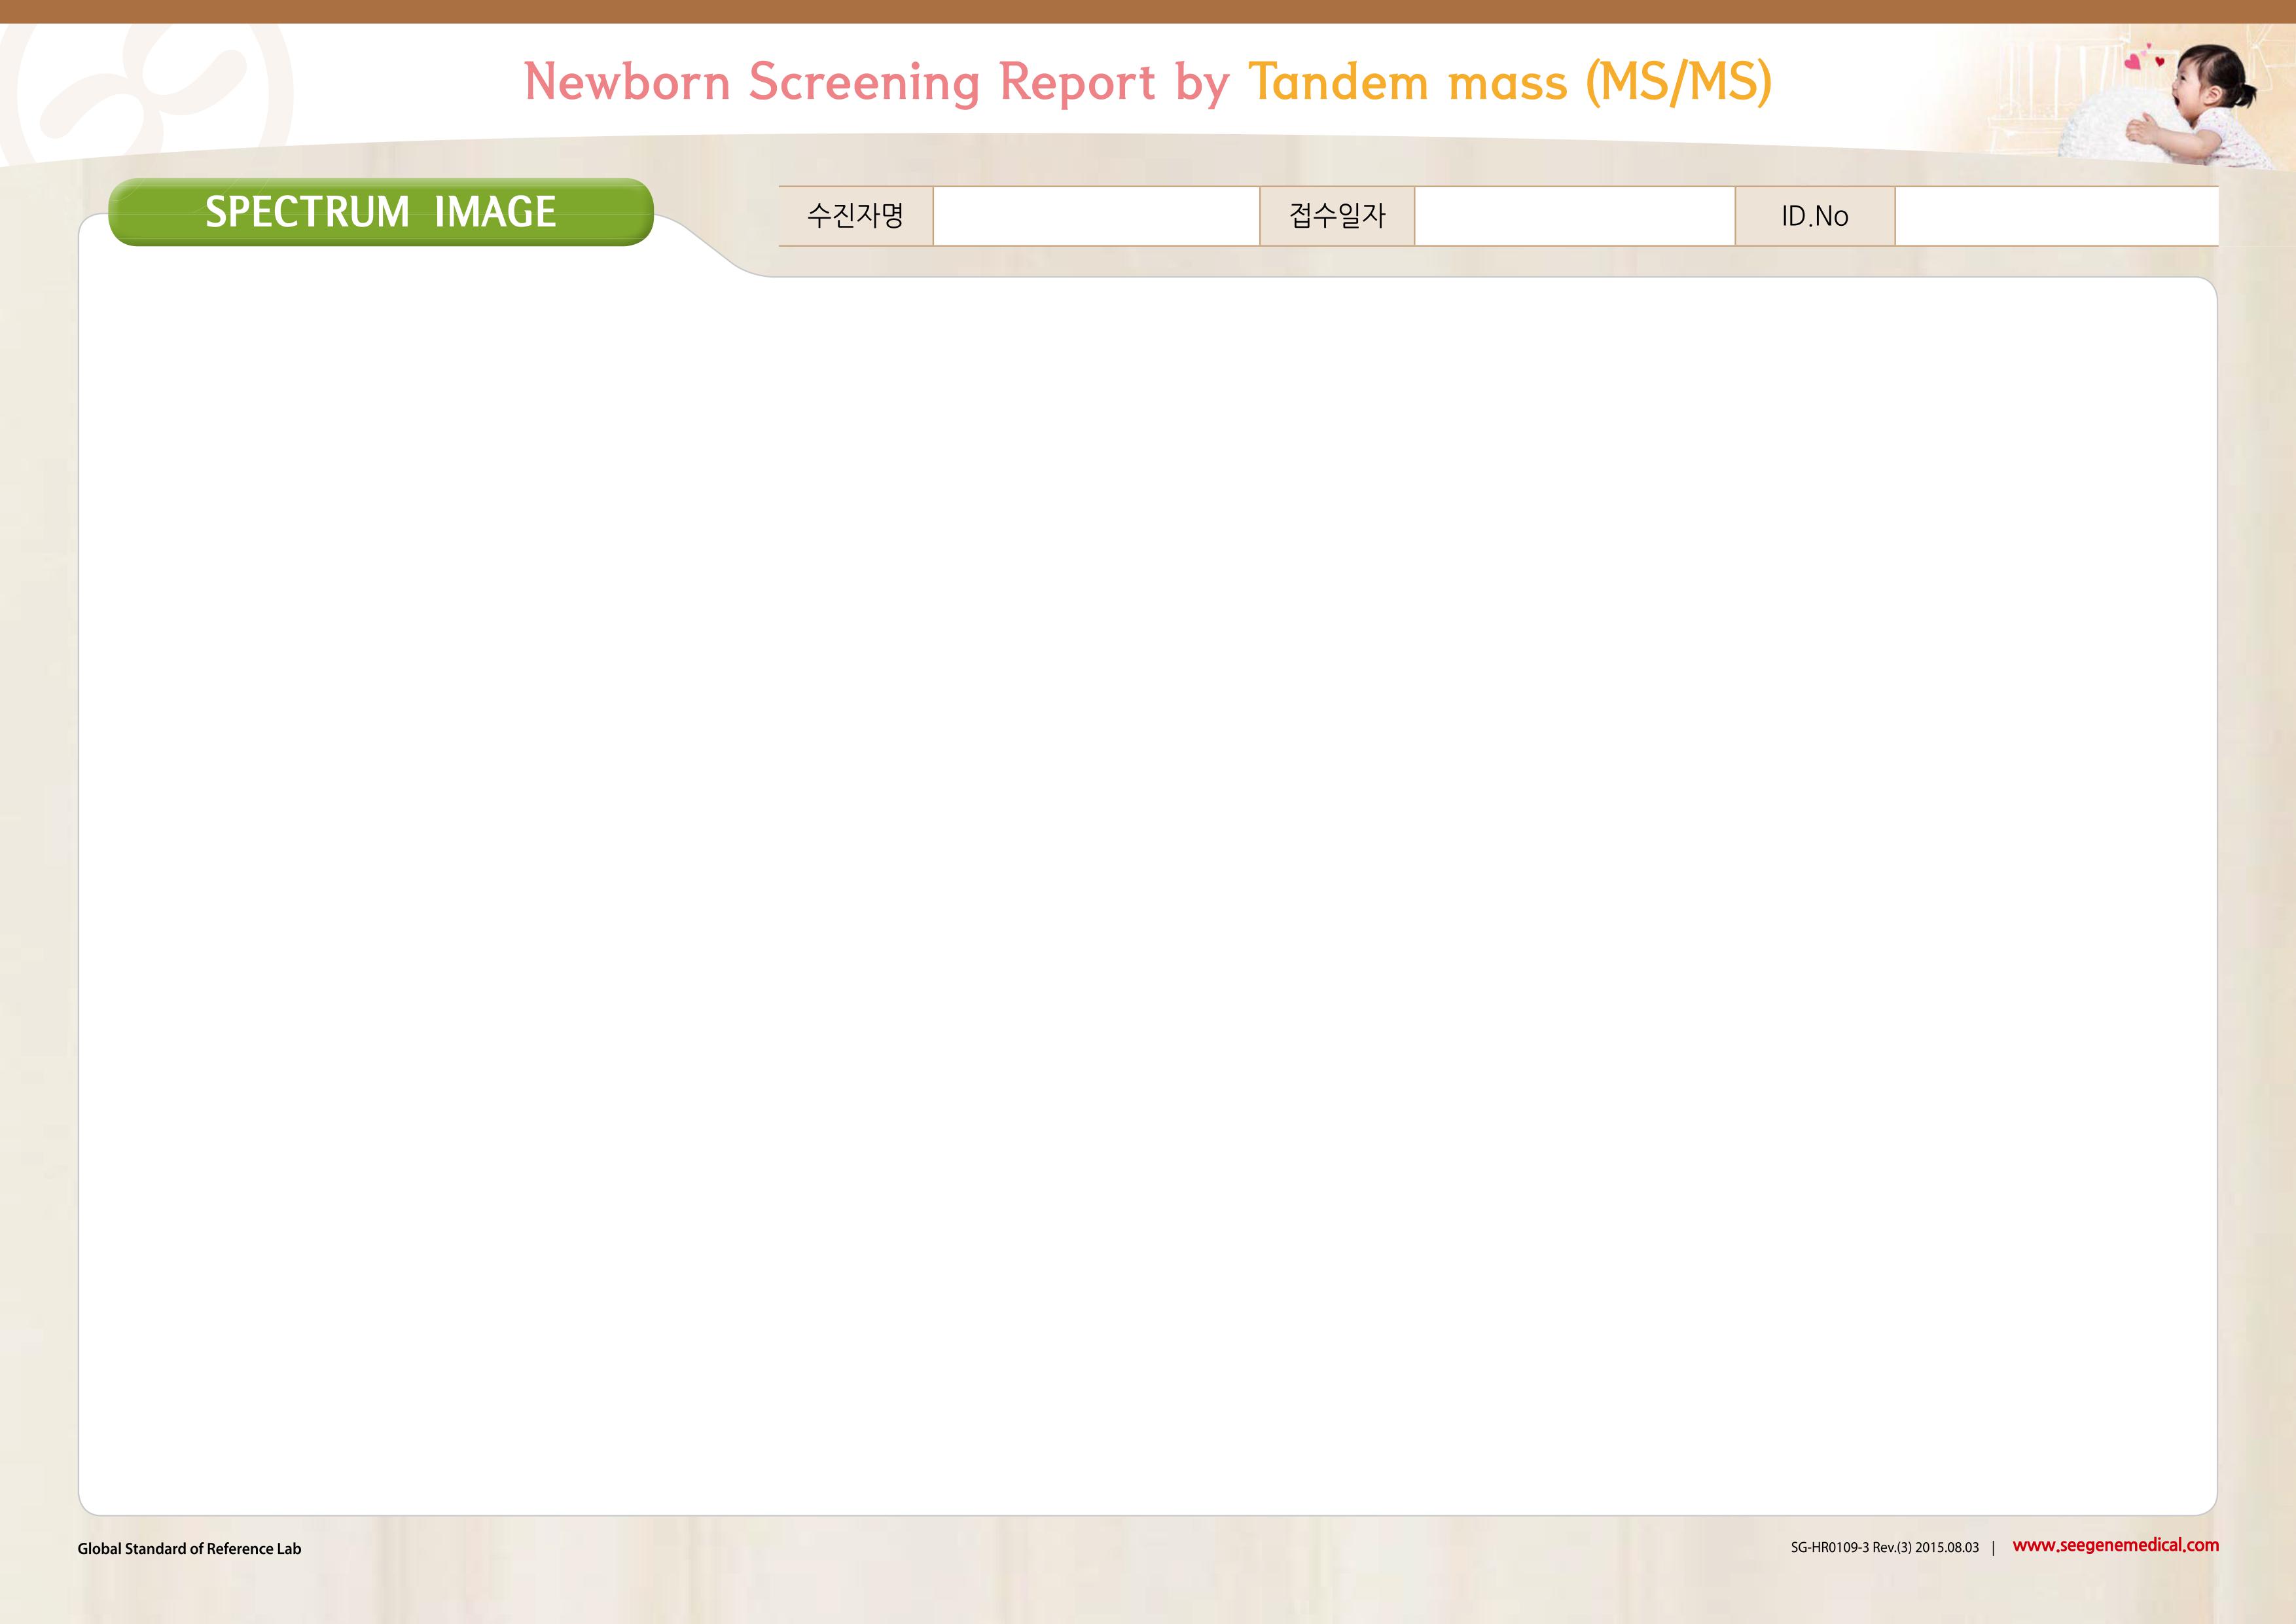 Newborn Screening Report by Tandem mass (MS/MS)
SPECTRUM IMAGE
수진자명
접수일자
ID.No
Global Standard of Reference Lab
SG-HR0109-3 Rev.(3) 2015.08.03 | www.seegenemedical.com